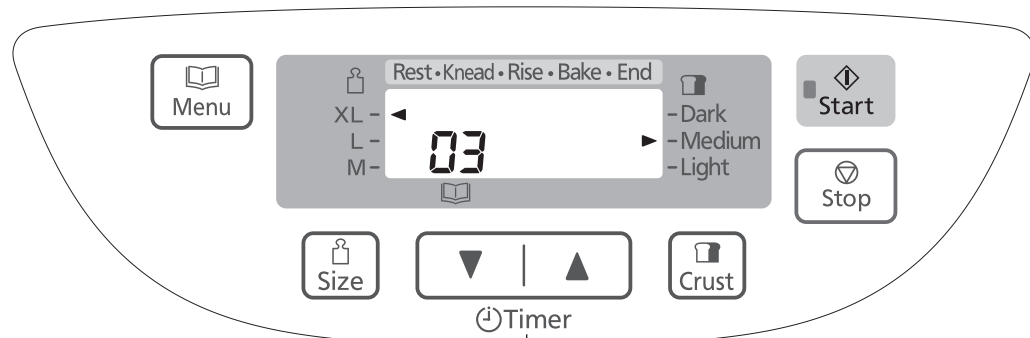 Menu
Rest•Knead•Rise•Bake•End
XL
L
M
03
Dark
Medium
Light
Start
Stop
Size
Crust
Timer